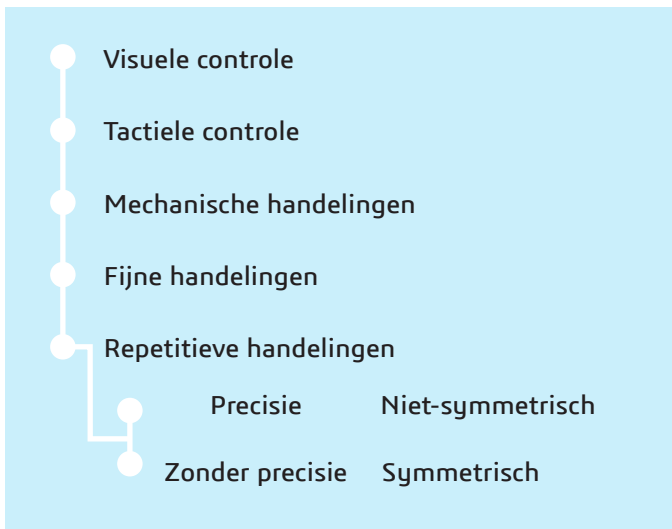 Visuele controle
Tactiele controle
Mechanische handelingen
Fijne handelingen
Repetitieve handelingen
Precisie Niet-symmetrisch
Zonder precisie Symmetrisch